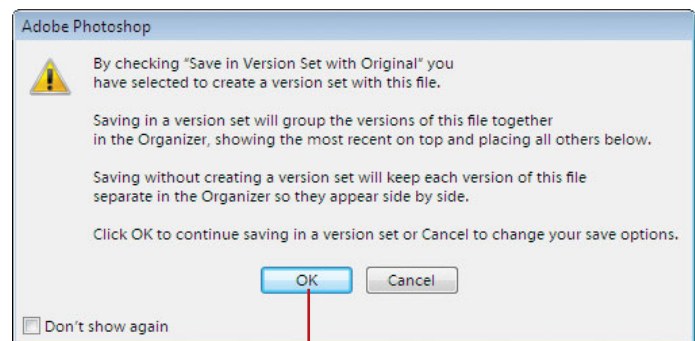 Adobe Photoshop
By checking "Save in Version Set with Original" you
have selected to create a version set with this file.
Saving in a version set will group the versions of this file together
in the Organizer, showing the most recent on top and placing all others below.
Saving without creating a version set will keep each version of this file
separate in the Organizer so they appear side by side.
Click OK to continue saving in a version set or Cancel to change your save options.
OK Cancel
Don't show again